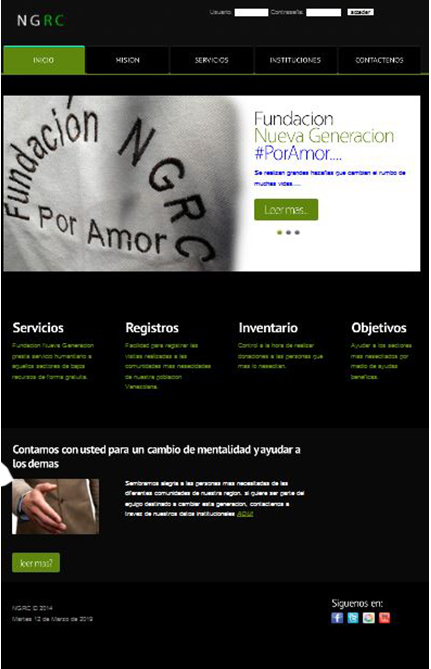 NGRC
Usuario: Contraseña: acceder
INICIO MISION SERVICIOS INSTITUCIONES CONTACTENOS
Fundación NGRC
Por Amor
Fundacion
Nueva Generacion
#PorAmor....
Se realizan grandes hazañas que cambian el rumbo de
muchas vidas....
Leer mas..
Servicios
Fundacion Nueva Generacion
presta servicio humanitario a
aquellos sectores de bajos
recursos de forma gratuita.
Registros
Facilidad para registrar las
visitas realizadas a las
comunidades mas necesidades
de nuestra poblacion
Venezolana.
Inventario
Control a la hora de realizar
donaciones a las personas que
mas lo necesitan.
Objetivos
Ayudar a los sectores
mas necesitados por
medio de ayudas
beneficas.
Contamos con usted para un cambio de mentalidad y ayudar a
los demas
Sembramos alegria a las personas mas necesitadas de las
diferentes comunidades de nuestra region, si quiere ser parte del
equipo destinado a cambiar esta generacion, contactenos a
traves de nuestros datos institucionales AQUI
leer mas?
NGRC © 2014
Martes 12 de Marzo de 2019
Siguenos en: